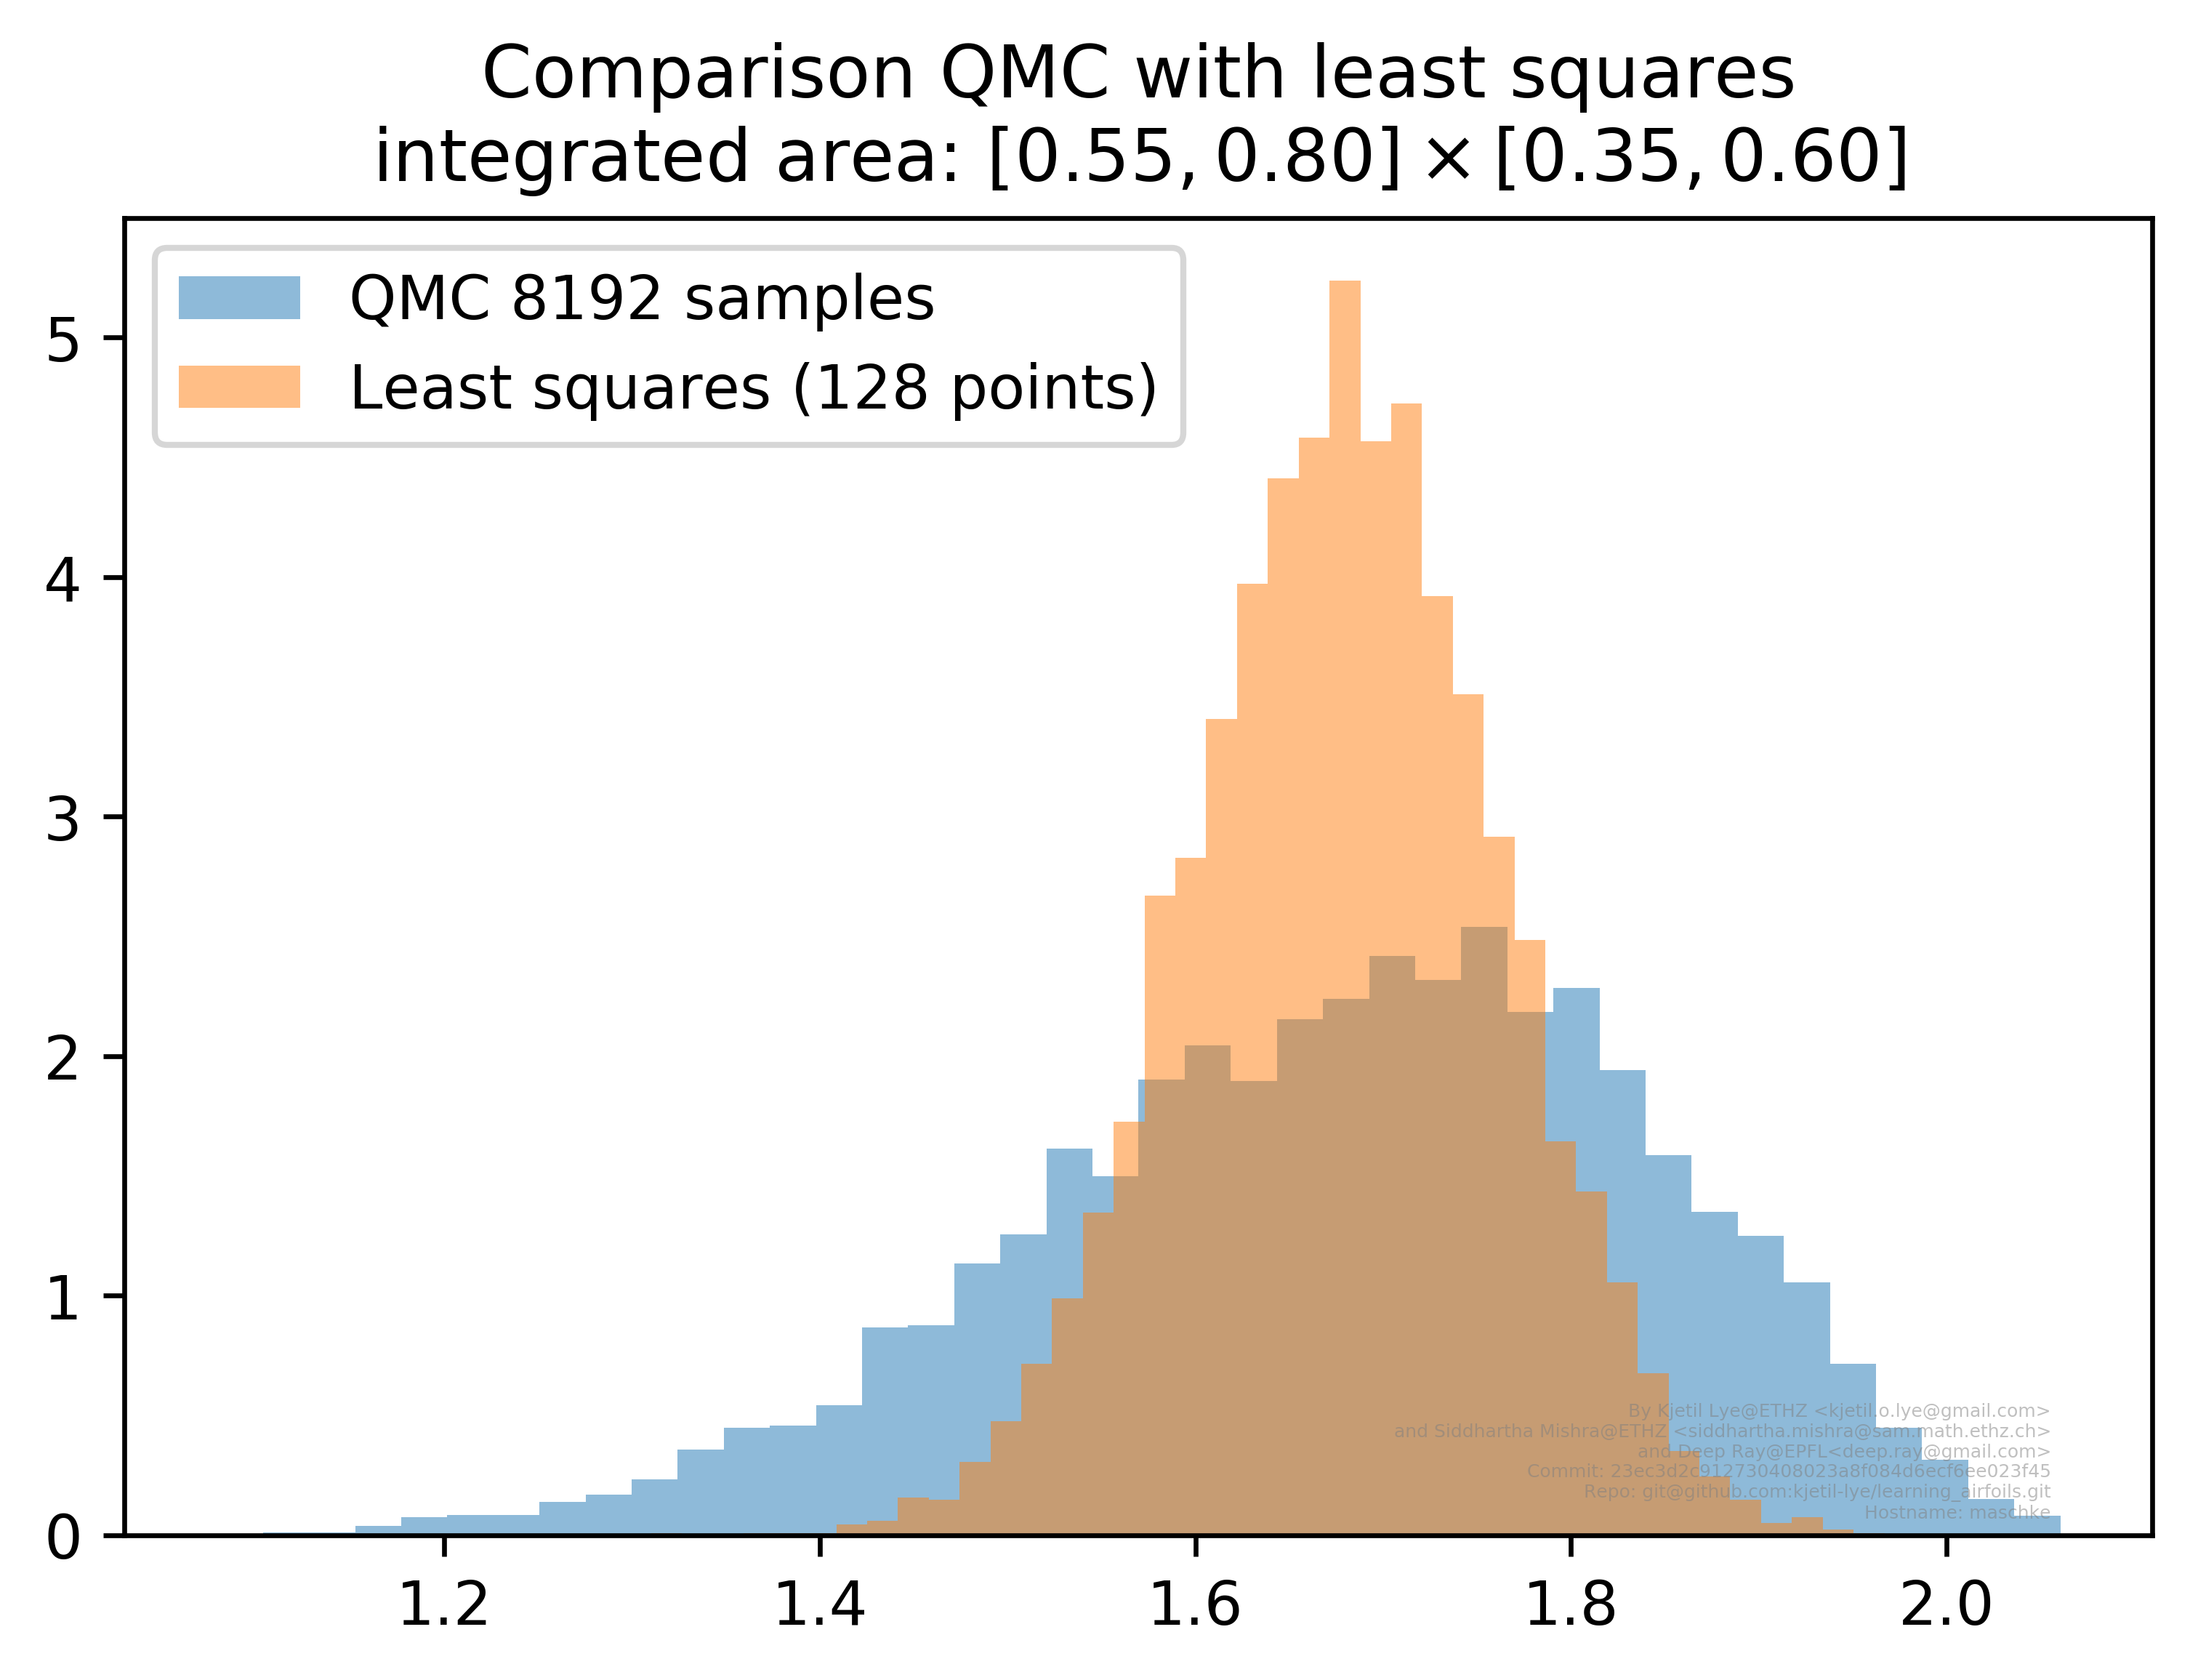 Comparison QMC with least squares
integrated area: [0.55, 0.80] × [0.35, 0.60]
QMC 8192 samples
Least squares (128 points)
5
4
3
2
1
0
1.2 1.4 1.6 1.8 2.0
By Kjetil Lye@ETHZ <kjetil.o.lye@gmail.com>
and Siddhartha Mishra@ETHZ <siddhartha.mishra@sam.math.ethz.ch>
and Deep Ray@EPFL<deep.ray@gmail.com>
Commit: 23ec3d2c912730408023a8f084d6ecf6ee023f45
Repo: git@github.com:kjetil-lye/learning_airfoils.git
Hostname: maschke